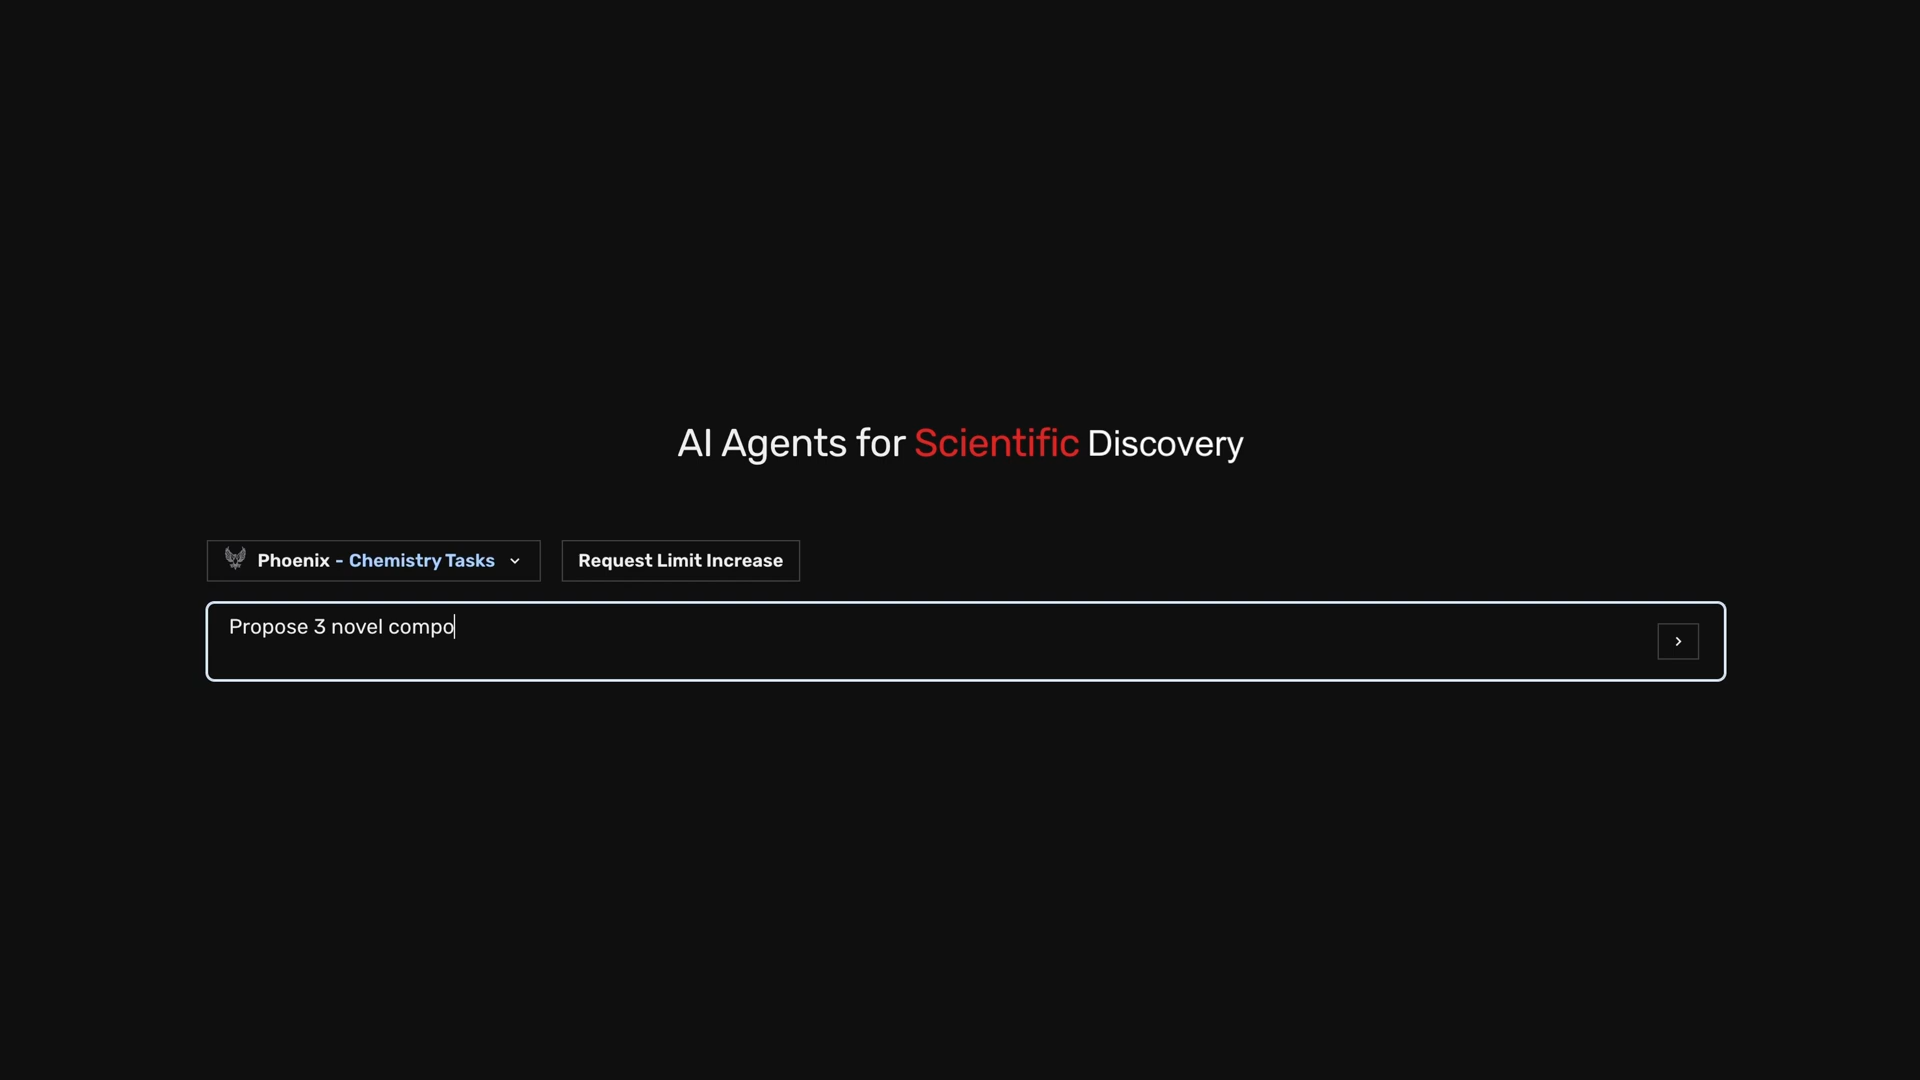 AI Agents for Scientific Discovery
Phoenix - Chemistry Tasks
Request Limit Increase
Propose 3 novel compo